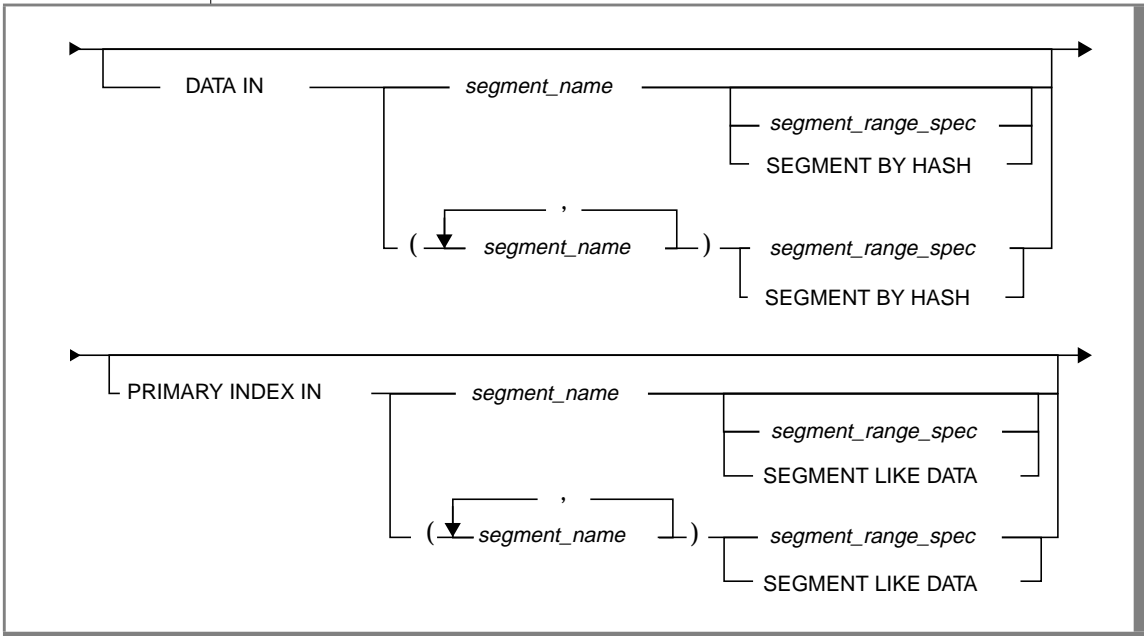 DATA IN segment_name
segment_range_spec
SEGMENT BY HASH
,
( segment_name ) segment_range_spec
SEGMENT BY HASH
PRIMARY INDEX IN segment_name
segment_range_spec
SEGMENT LIKE DATA
,
( segment_name ) segment_range_spec
SEGMENT LIKE DATA